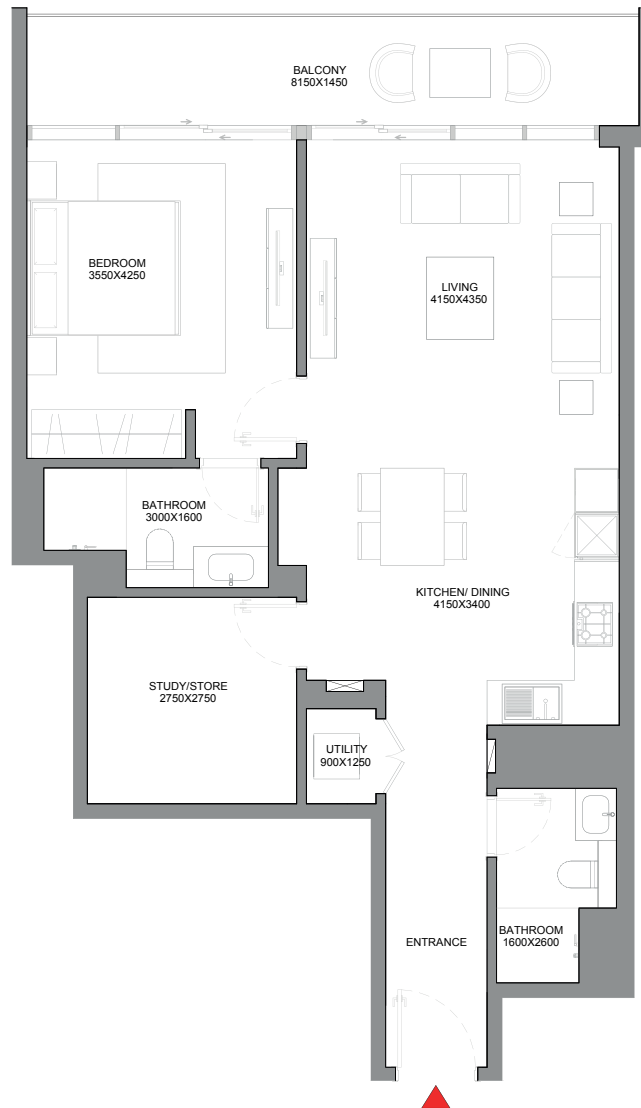 BALCONY
8150X1450
BEDROOM
3550X4250
LIVING
4150X4350
BATHROOM
3000X1600
KITCHEN/ DINING
4150X3400
STUDY/STORE
2750X2750
UTILITY
900X1250
BATHROOM
1600X2600
ENTRANCE